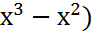 x³ − x²)